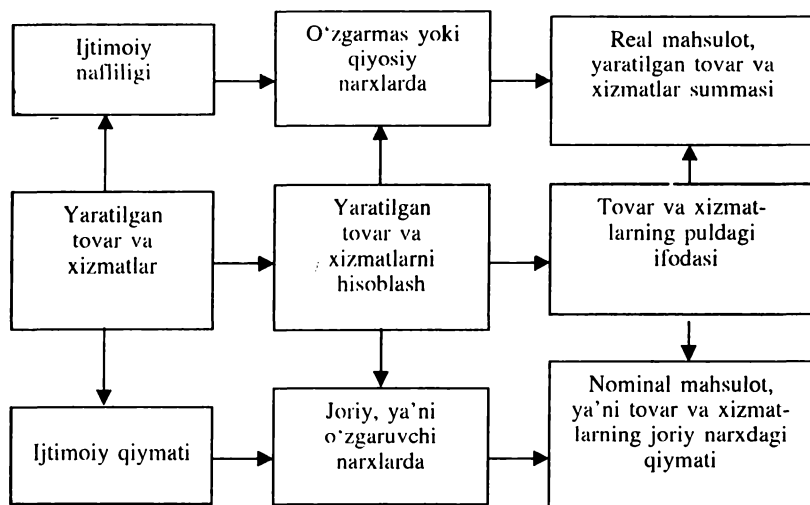 Ijtimoiy
nafliligi
O‘zgarmas yoki
qiyosiy
narxlarda
Real mahsulot,
yaratilgan tovar va
xizmatlar summasi
Yaratilgan
tovar va
xizmatlar
Yaratilgan
tovar va
xizmatlarni
hisoblash
Tovar va xizmat-
larning puldagi
ifodasi
Ijtimoiy qiymati
Joriy, ya’ni
o‘zgaruvchi
narxlarda
Nominal mahsulot,
ya’ni tovar va xizmat-
larning joriy narxdagi
qiymati